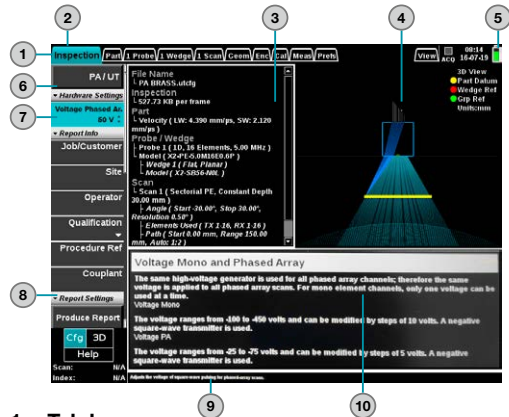 2
3
4
5
1
Inspection
Part
1 Probe
1 Wedge
1 Scan
Geom
Enc
Cal
Meas
Prefs
View
ACQ
09:14
16-07-19
6
PA / UT
Hardware Settings
7
Voltage Phased Ar.
50 V
Report Info
Job/Customer
Site
Operator
Qualification
Procedure Ref
Couplant
8
Report Settings
Produce Report
Cfg 3D
Help
Scan: N/A
Index: N/A
File Name
PA BRASS.utcfg
Inspection
527.73 KB per frame
Part
Velocity ( LW: 4.390 mm/µs, SW: 2.120
mm/µs )
Probe / Wedge
Probe 1 ( 1D, 16 Elements, 5.00 MHz )
Model ( X2-PE-5.0M16E0.6P )
Wedge 1 ( Flat, Planar )
Model ( X2-SB56-N0L )
Scan
Scan 1 ( Sectorial PE, Constant Depth
30.00 mm )
Angle ( Start -30.00°, Stop 30.00°,
Resolution 0.50° )
Elements Used ( TX 1-16, RX 1-16 )
Path ( Start 0.00 mm, Range 150.00
mm, Auto: 1:2 )
3D View
Part Datum
Wedge Ref
Grp Ref
Units:mm
Voltage Mono and Phased Array
The same high-voltage generator is used for all phased array channels; therefore the same
voltage is applied to all phased array scans. For mono element channels, only one voltage can be
used at a time.
Voltage Mono
The voltage ranges from -100 to -450 volts and can be modified by steps of 10 volts. A negative
square-wave transmitter is used.
Voltage PA
The voltage ranges from -25 to -75 volts and can be modified by steps of 5 volts. A negative
square-wave transmitter is used.
Adjusts the voltage of square-wave pulsing for phased-array scans.
9
10